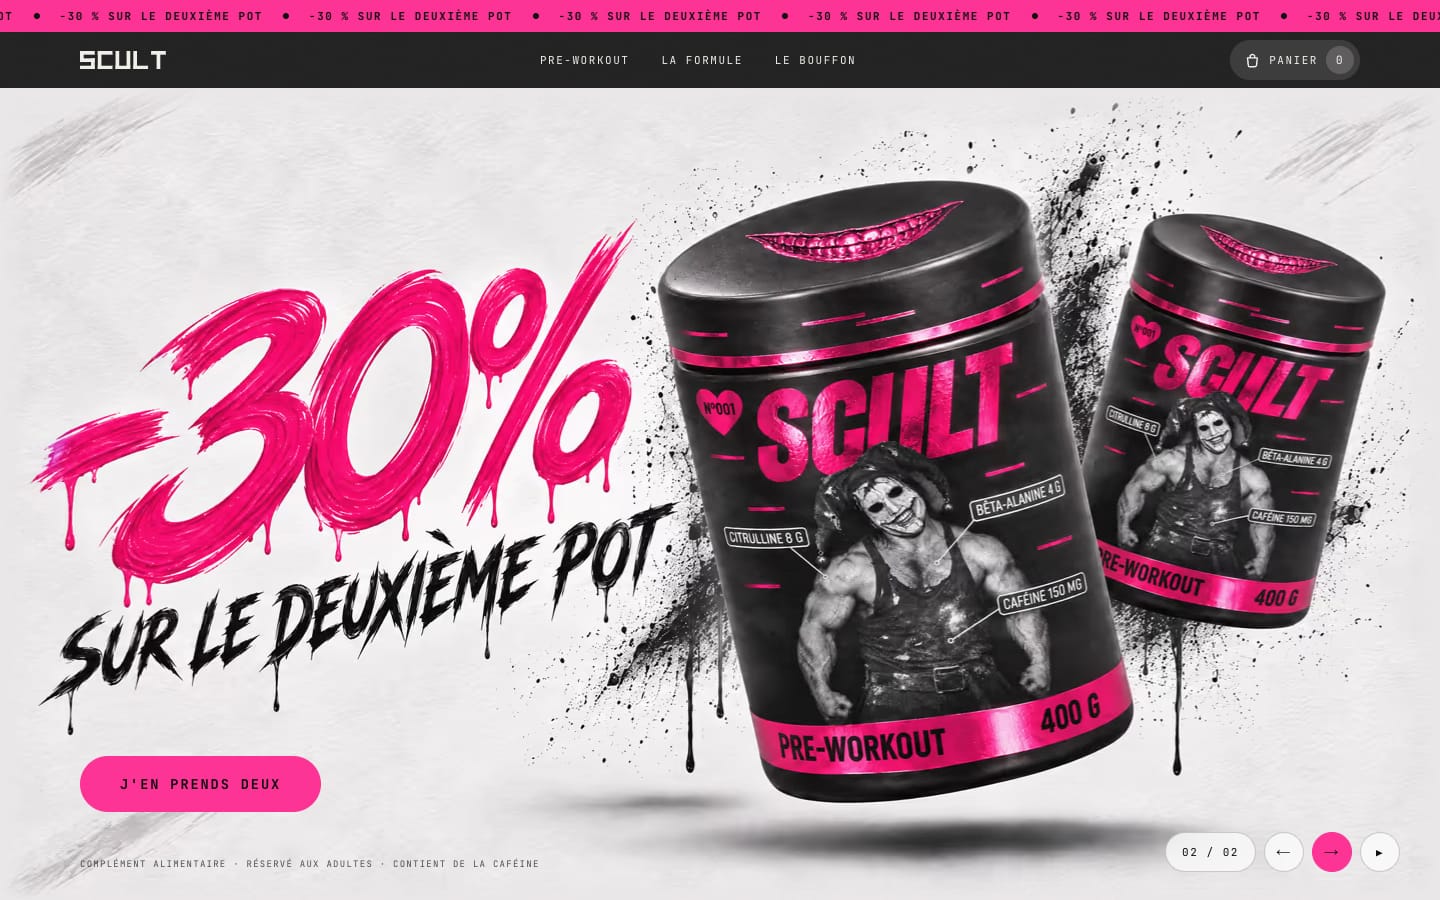 -30 % SUR LE DEUXIÈME POT ● -30 % SUR LE DEUXIÈME POT ● -30 % SUR LE DEUXIÈME POT ● -30 % SUR LE DEUXIÈME POT ● -30 % SUR LE DEUXIÈME POT ●
SCULT
PRE-WORKOUT LA FORMULE LE BOUFFON
PANIER 0
-30%
SUR LE DEUXIÈME POT
N°001
SCULT
CITRULLINE 8 G
BÊTA-ALANINE 4 G
CAFÉINE 150 MG
PRE-WORKOUT 400 G
N°001
SCULT
CITRULLINE 8 G
BÊTA-ALANINE 4 G
CAFÉINE 150 MG
RE-WORKOUT 400 G
J'EN PRENDS DEUX
COMPLÉMENT ALIMENTAIRE · RÉSERVÉ AUX ADULTES · CONTIENT DE LA CAFÉINE
02 / 02 ← → ►